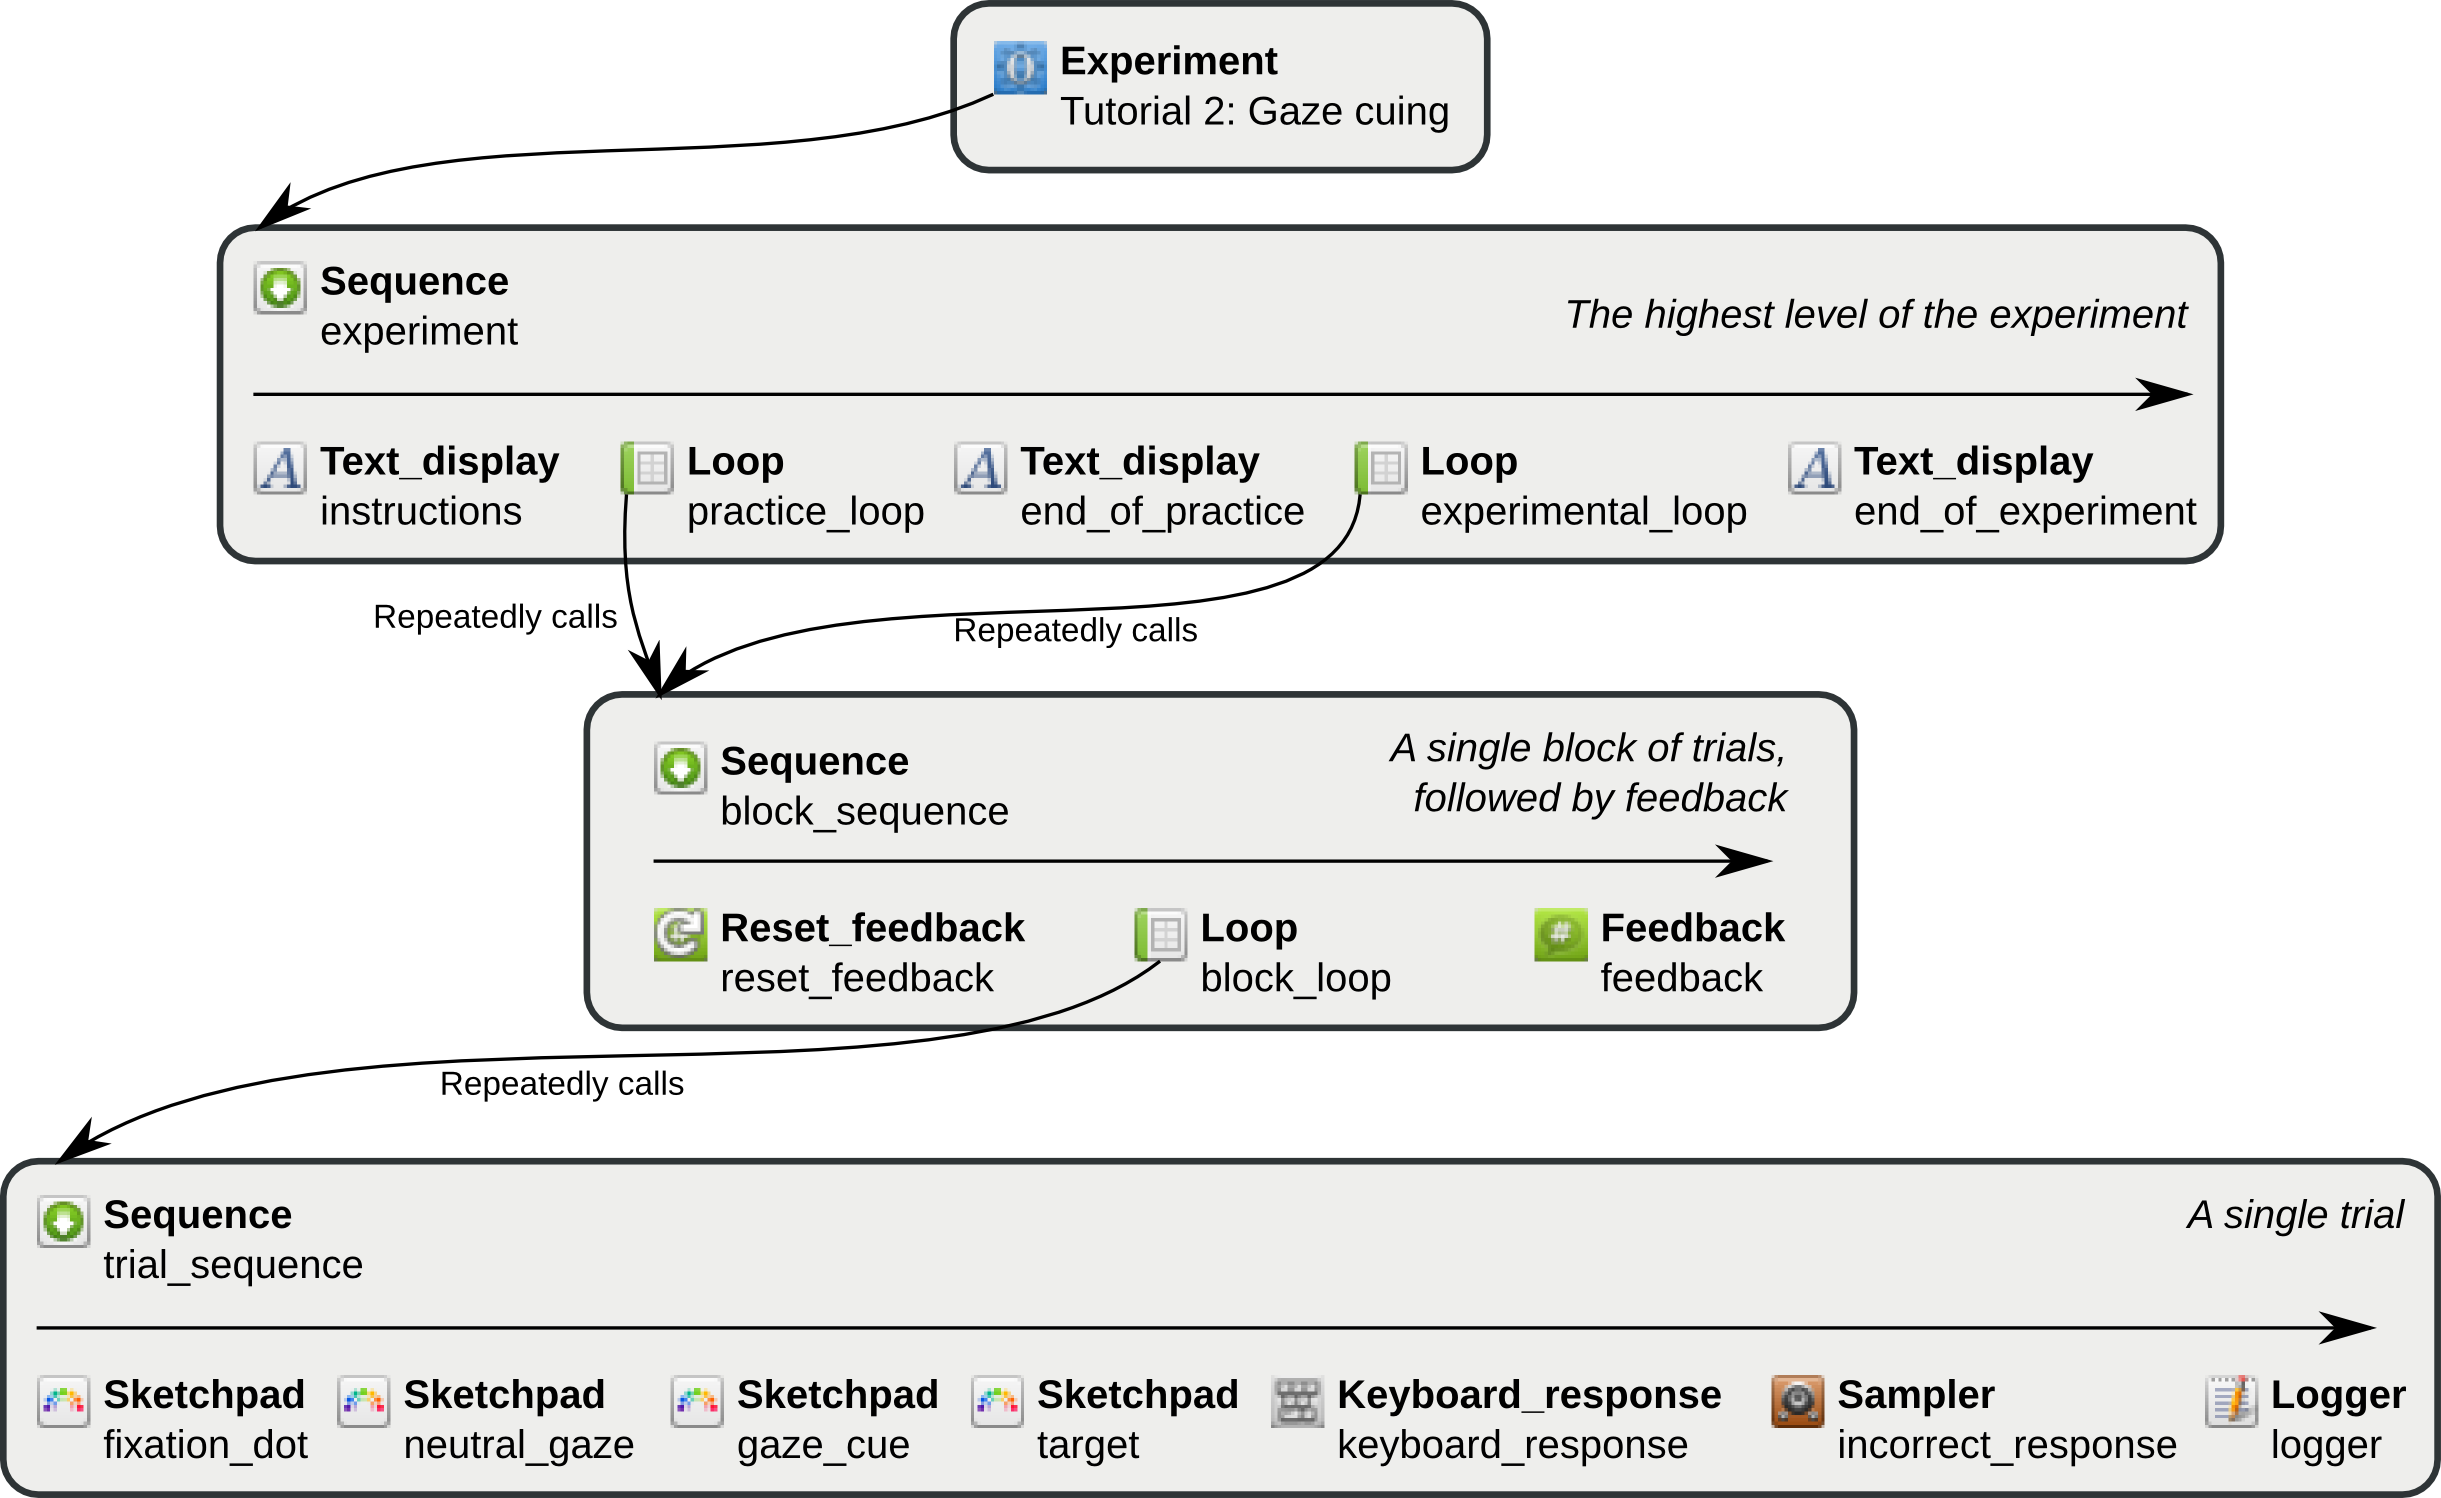 Experiment
Tutorial 2: Gaze cuing
Sequence
experiment
The highest level of the experiment
Text_display
instructions
Loop
practice_loop
Text_display
end_of_practice
Loop
experimental_loop
Text_display
end_of_experiment
Repeatedly calls
Repeatedly calls
Sequence
block_sequence
A single block of trials,
followed by feedback
Reset_feedback
reset_feedback
Loop
block_loop
Feedback
feedback
Repeatedly calls
Sequence
trial_sequence
A single trial
Sketchpad
fixation_dot
Sketchpad
neutral_gaze
Sketchpad
gaze_cue
Sketchpad
target
Keyboard_response
keyboard_response
Sampler
incorrect_response
Logger
logger